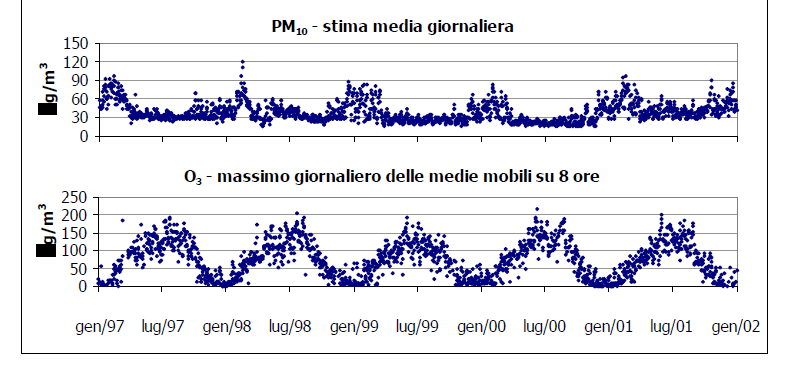 PM10 - stima media giornaliera
150
120
90
60
30
0
g/m3
O3 - massimo giornaliero delle medie mobili su 8 ore
250
200
150
100
50
0
g/m3
gen/97 lug/97 gen/98 lug/98 gen/99 lug/99 gen/00 lug/00 gen/01 lug/01 gen/02